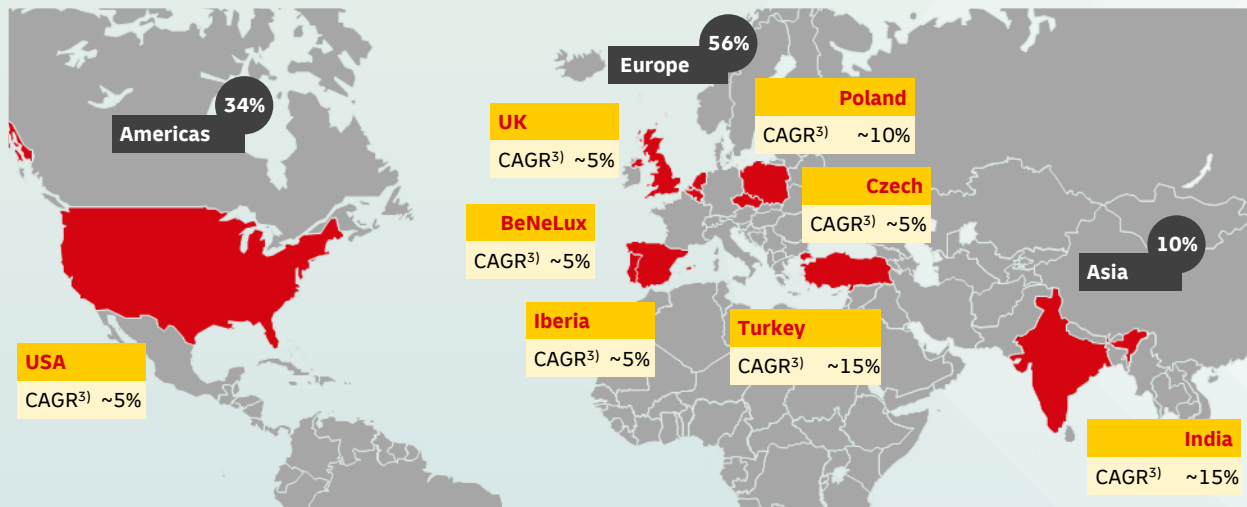 56%
Europe
34%
Americas
Poland
CAGR3) ~10%
UK
CAGR3) ~5%
Czech
CAGR3) ~5%
BeNeLux
CAGR3) ~5%
10%
Asia
Iberia
CAGR3) ~5%
Turkey
CAGR3) ~15%
USA
CAGR3) ~5%
India
CAGR3) ~15%